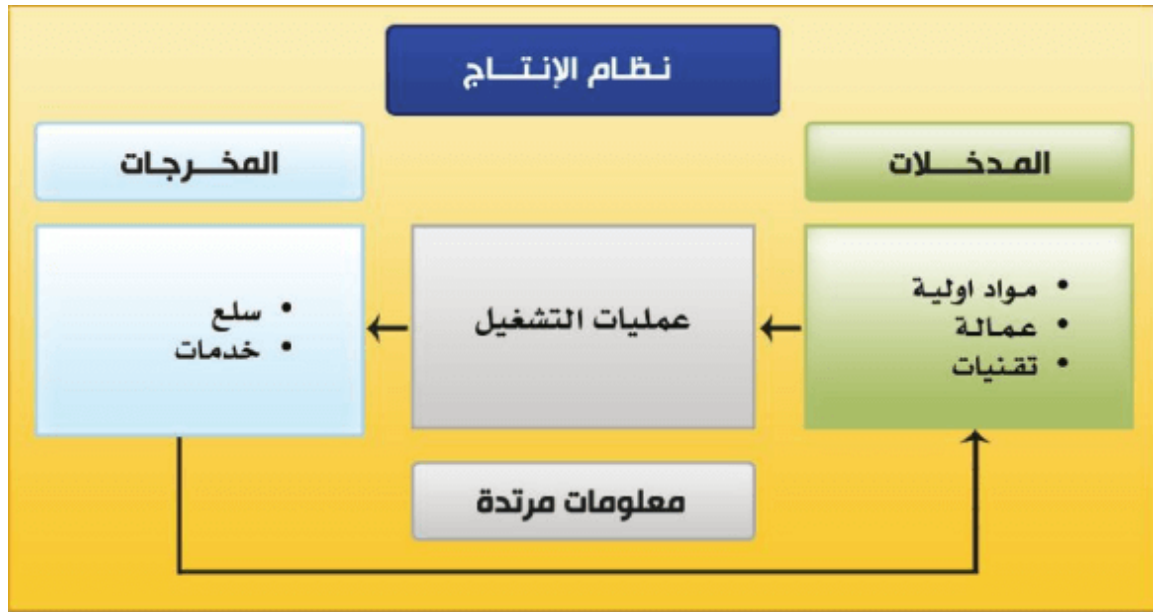 نظام الإنتاج
المدخلات
المخرجات
• مواد اولية
• عمالة
• تقنيات
عمليات التشغيل
• سلع
• خدمات
معلومات مرتدة